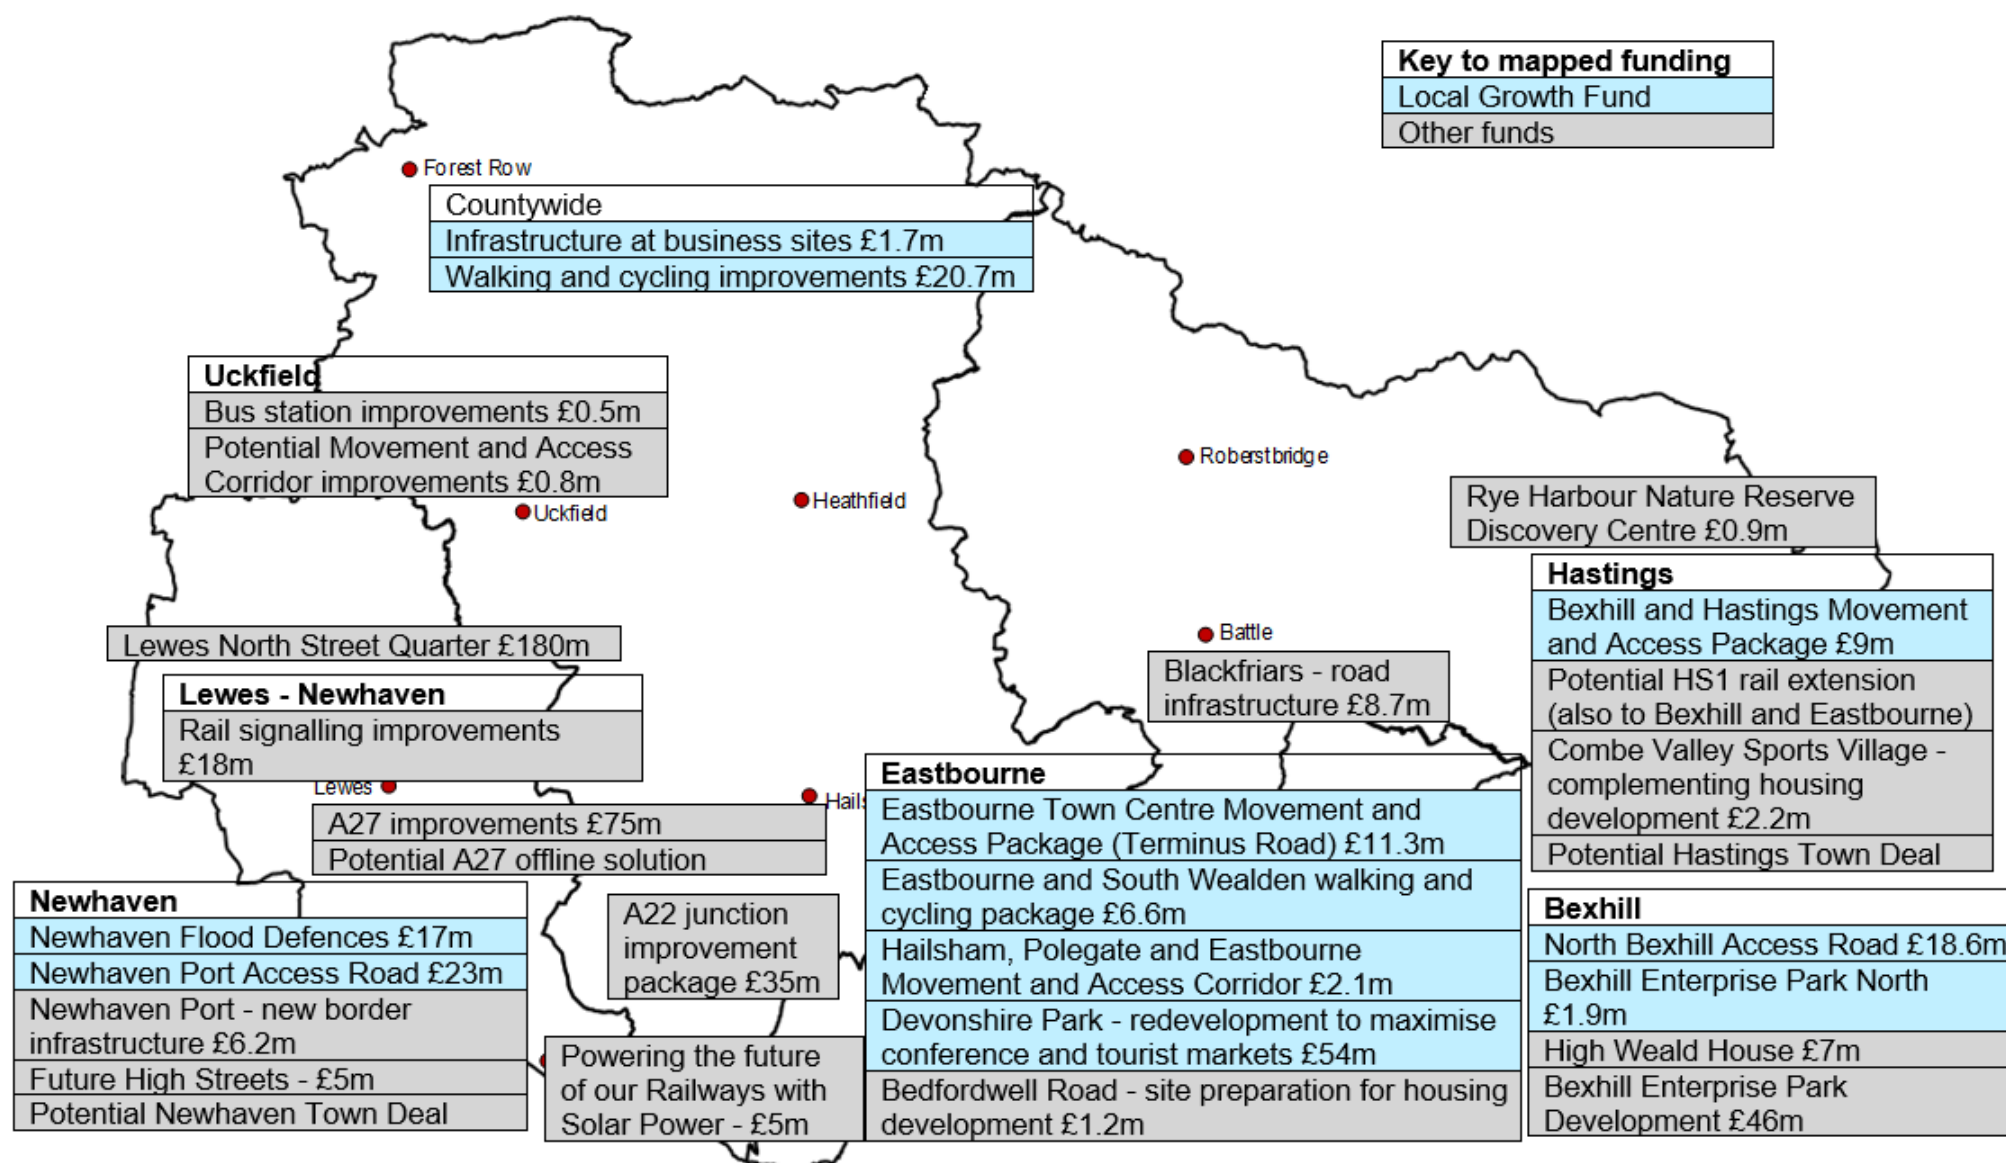 Key to mapped funding
Local Growth Fund
Other funds
Forest Row
Countywide
Infrastructure at business sites £1.7m
Walking and cycling improvements £20.7m
Uckfield
Bus station improvements £0.5m
Potential Movement and Access
Corridor improvements £0.8m
Uckfield
Heathfield
Roberstbridge
Rye Harbour Nature Reserve
Discovery Centre £0.9m
Hastings
Bexhill and Hastings Movement
and Access Package £9m
Potential HS1 rail extension
(also to Bexhill and Eastbourne)
Combe Valley Sports Village -
complementing housing
development £2.2m
Potential Hastings Town Deal
Lewes North Street Quarter £180m
Lewes - Newhaven
Rail signalling improvements
£18m
Lewes
A27 improvements £75m
Potential A27 offline solution
Battle
Blackfriars - road
infrastructure £8.7m
Newhaven
Newhaven Flood Defences £17m
Newhaven Port Access Road £23m
Newhaven Port - new border
infrastructure £6.2m
Future High Streets - £5m
Potential Newhaven Town Deal
A22 junction
improvement
package £35m
Powering the future
of our Railways with
Solar Power - £5m
Eastbourne
Eastbourne Town Centre Movement and
Access Package (Terminus Road) £11.3m
Eastbourne and South Wealden walking and
cycling package £6.6m
Hailsham, Polegate and Eastbourne
Movement and Access Corridor £2.1m
Devonshire Park - redevelopment to maximise
conference and tourist markets £54m
Bedfordwell Road - site preparation for housing
development £1.2m
Bexhill
North Bexhill Access Road £18.6m
Bexhill Enterprise Park North
£1.9m
High Weald House £7m
Bexhill Enterprise Park
Development £46m